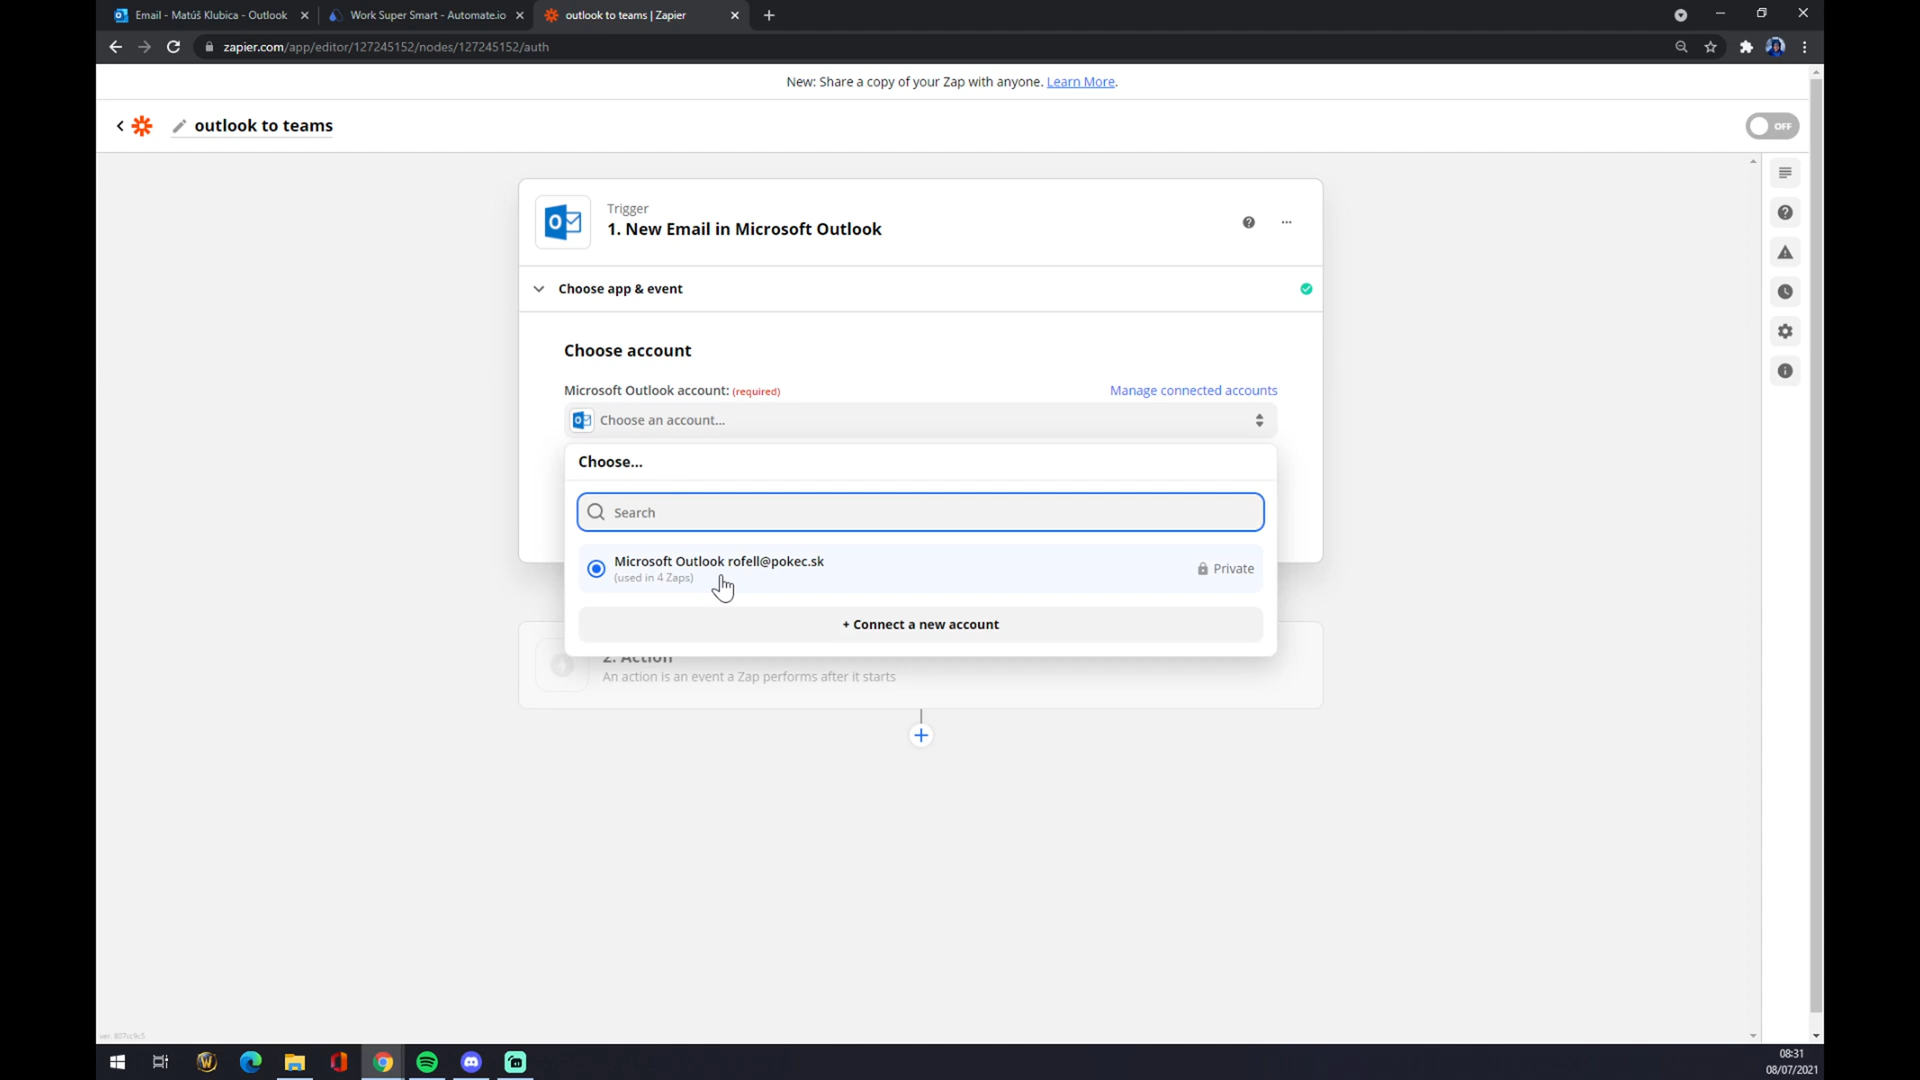 Email - Matúš Klubica - Outlook
Work Super Smart - Automate.io
outlook to teams | Zapier
zapier.com/app/editor/127245152/nodes/127245152/auth
New: Share a copy of your Zap with anyone. Learn More.
outlook to teams
OFF
Trigger
1. New Email in Microsoft Outlook
Choose app & event
Choose account
Microsoft Outlook account: (required)
Manage connected accounts
Choose an account...
Choose...
Search
Microsoft Outlook rofell@pokec.sk
(used in 4 Zaps)
Private
+ Connect a new account
2. Action
An action is an event a Zap performs after it starts
08:31
08/07/2021